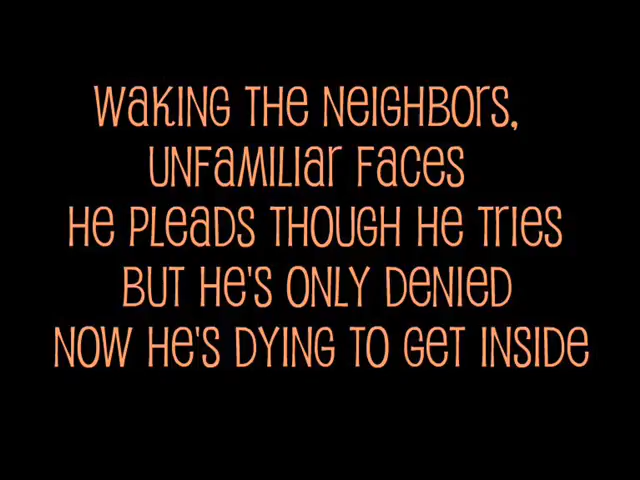 WAKING THE NEIGHBORS,
UNFAMILIAR FACES
HE PLEADS THOUGH HE TRIES
BUT HE'S ONLY DENIED
NOW HE'S DYING TO GET INSIDE